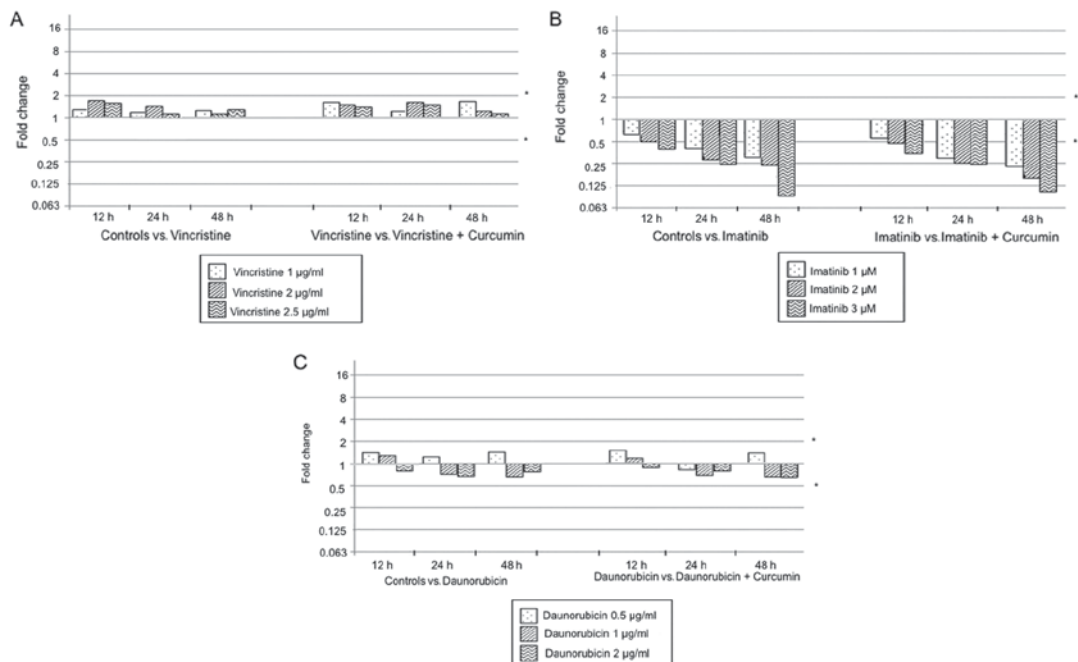 A
Fold change
16
8
4
2
1
0.5
0.25
0.125
0.063
*
*
12 h 24 h 48 h 12 h 24 h 48 h
Controls vs. Vincristine Vincristine vs. Vincristine + Curcumin
Vincristine 1 µg/ml
Vincristine 2 µg/ml
Vincristine 2.5 µg/ml
B
Fold change
16
8
4
2
1
0.5
0.25
0.125
0.063
*
*
12 h 24 h 48 h 12 h 24 h 48 h
Controls vs. Imatinib Imatinib vs. Imatinib + Curcumin
Imatinib 1 µM
Imatinib 2 µM
Imatinib 3 µM
C
Fold change
16
8
4
2
1
0.5
0.25
0.125
0.063
*
*
12 h 24 h 48 h 12 h 24 h 48 h
Controls vs. Daunorubicin Daunorubicin vs. Daunorubicin + Curcumin
Daunorubicin 0.5 µg/ml
Daunorubicin 1 µg/ml
Daunorubicin 2 µg/ml